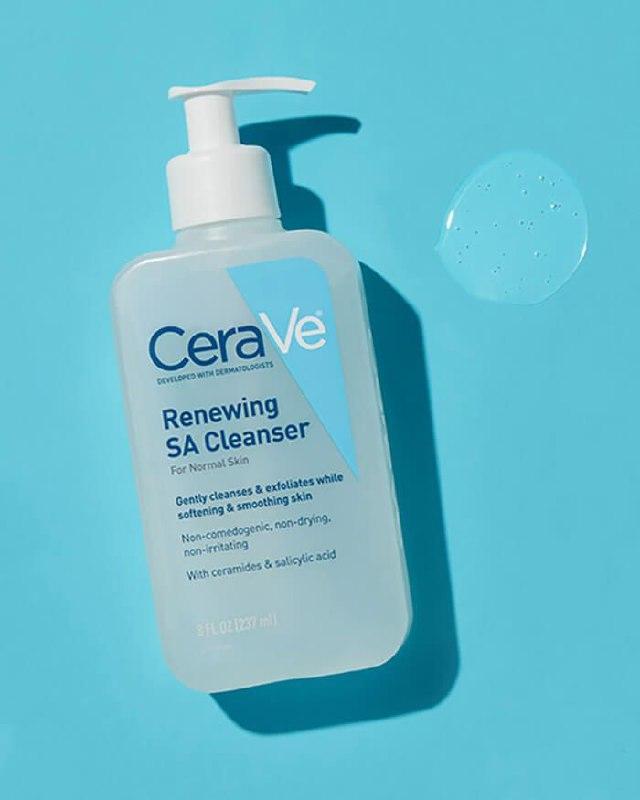 CeraVe®
DEVELOPED WITH DERMATOLOGISTS
Renewing
SA Cleanser
For Normal Skin
Gently cleanses & exfoliates while
softening & smoothing skin
Non-comedogenic, non-drying,
non-irritating
With ceramides & salicylic acid
8 FL OZ (237 ml)